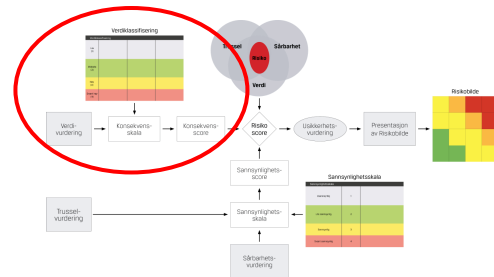 Verdiklassifisering
Trussel
Sårbarhet
Risiko
Verdi
Risikobilde
Verdi-
vurdering
Konsekvens-
skala
Konsekvens-
score
Risiko
score
Usikkerhets-
vurdering
Presentasjon
av Risikobilde
Sannsynlighets-
score
Sannsynlighetsskala
Trussel-
vurdering
Sannsynlighets-
skala
Sårbarhets-
vurdering